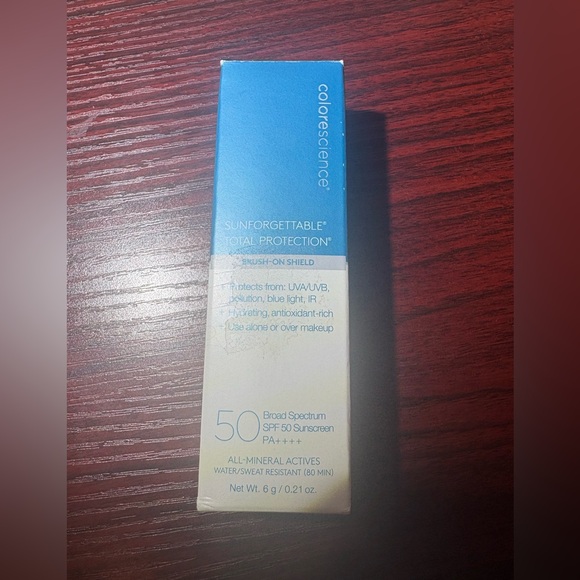 colorescience®
SUNFORGETTABLE®
TOTAL PROTECTION®
BRUSH-ON SHIELD
+ Protects from: UVA/UVB,
pollution, blue light, IR
+ Hydrating, antioxidant-rich
+ Use alone or over makeup
50
Broad Spectrum
SPF 50 Sunscreen
PA++++
ALL-MINERAL ACTIVES
WATER/SWEAT RESISTANT (80 MIN)
Net Wt. 6 g / 0.21 oz.